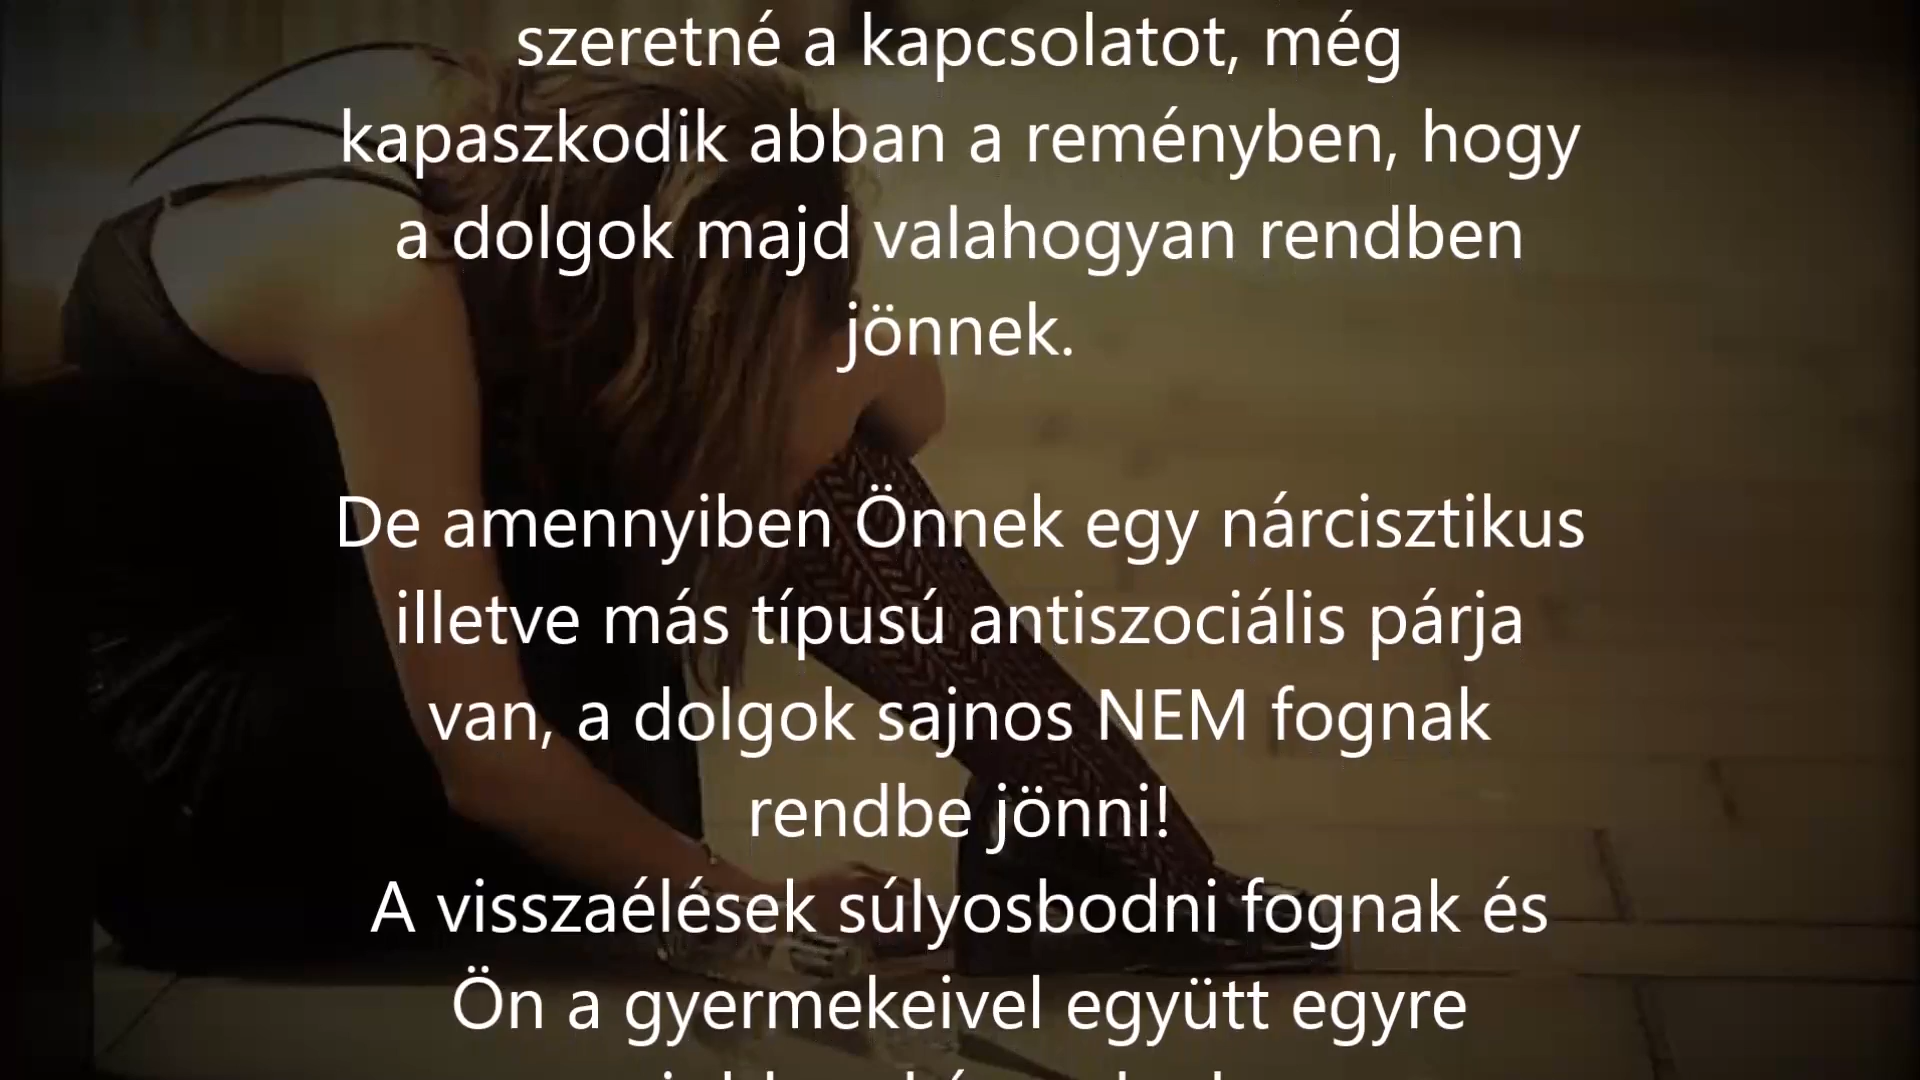 szeretné a kapcsolatot, még
kapaszkodik abban a reményben, hogy
a dolgok majd valahogyan rendben
jönnek.
De amennyiben Önnek egy nárcisztikus
illetve más típusú antiszociális párja
van, a dolgok sajnos NEM fognak
rendbe jönni!
A visszaélések súlyosbodni fognak és
Ön a gyermekeivel együtt egyre